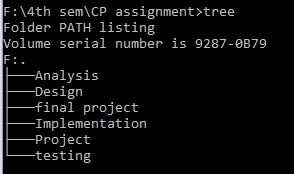 F:\4th sem\CP assignment>tree
Folder PATH listing
Volume serial number is 9287-0B79
F:.
├───Analysis
├───Design
├───final project
├───Implementation
├───Project
└───testing